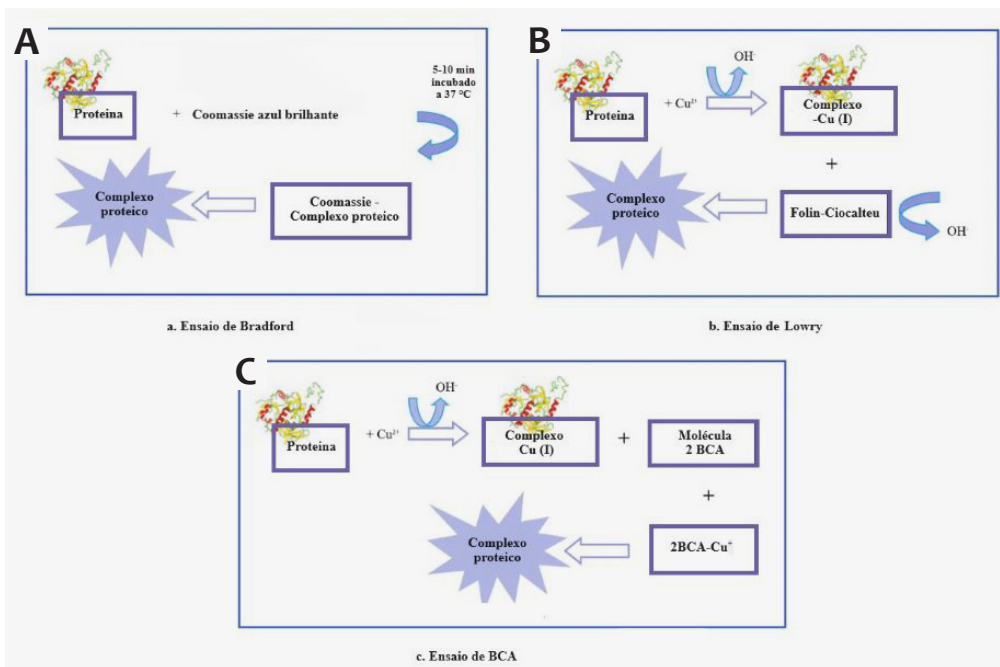 A
Proteina
+ Coomassie azul brilhante
5-10 min
incubado
a 37 °C
Complexo
proteico
Coomassie -
Complexo proteico
a. Ensaio de Bradford
B
Proteina
+ Cu²⁺
OH⁻
Complexo
-Cu (I)
+
Complexo
proteico
Folin-Ciocalteu
OH⁻
b. Ensaio de Lowry
C
Proteina
+ Cu²⁺
OH⁻
Complexo
Cu (I)
+
Molécula
2 BCA
+
Complexo
proteico
2BCA-Cu⁺
c. Ensaio de BCA